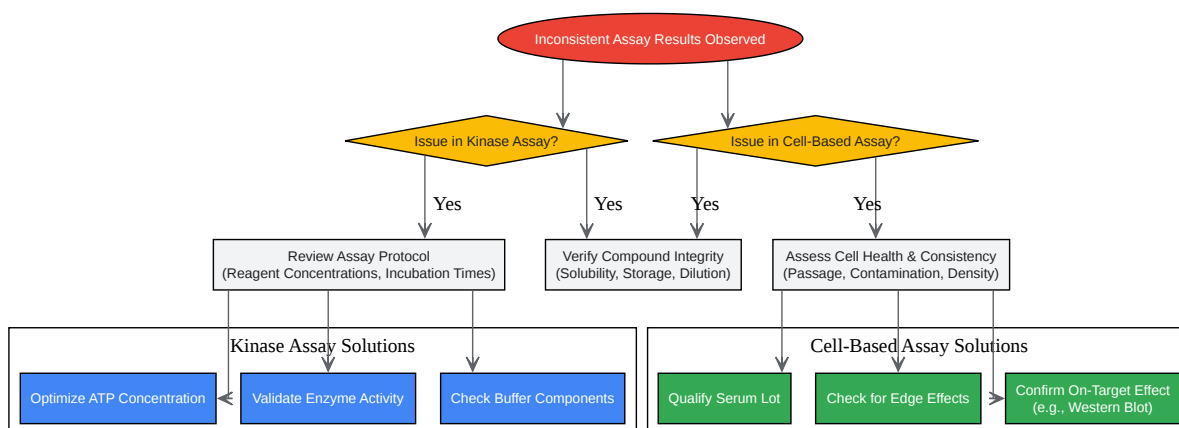 Inconsistent Assay Results Observed
Issue in Kinase Assay?
Issue in Cell-Based Assay?
Yes
Yes
Yes
Yes
Review Assay Protocol
(Reagent Concentrations, Incubation Times)
Verify Compound Integrity
(Solubility, Storage, Dilution)
Assess Cell Health & Consistency
(Passage, Contamination, Density)
Kinase Assay Solutions
Cell-Based Assay Solutions
Optimize ATP Concentration
Validate Enzyme Activity
Check Buffer Components
Qualify Serum Lot
Check for Edge Effects
Confirm On-Target Effect
(e.g., Western Blot)